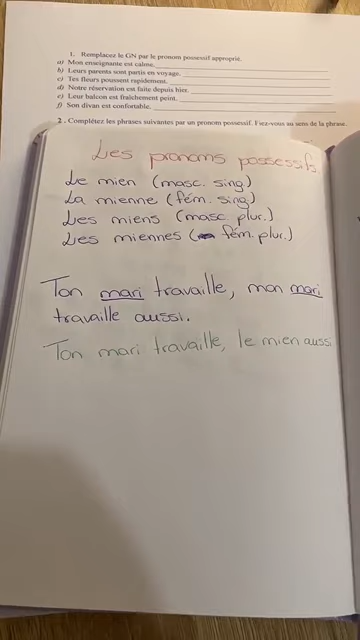 1. Remplacez le GN par le pronom possessif approprié.
a) Mon enseignante est calme.
b) Leurs parents sont partis en voyage.
c) Tes fleurs poussent rapidement.
d) Notre réservation est faite depuis hier.
e) Leur balcon est fraîchement peint.
f) Son divan est confortable.
2. Complétez les phrases suivantes par un pronom possessif. Fiez-vous au sens de la phrase.
Les pronoms possessifs
Le mien (masc. sing)
La mienne (fém. sing)
Les miens (masc. plur.)
Les miennes ( fém. plur.)
Ton mari travaille, mon mari
travaille aussi.
Ton mari travaille, le mien aussi